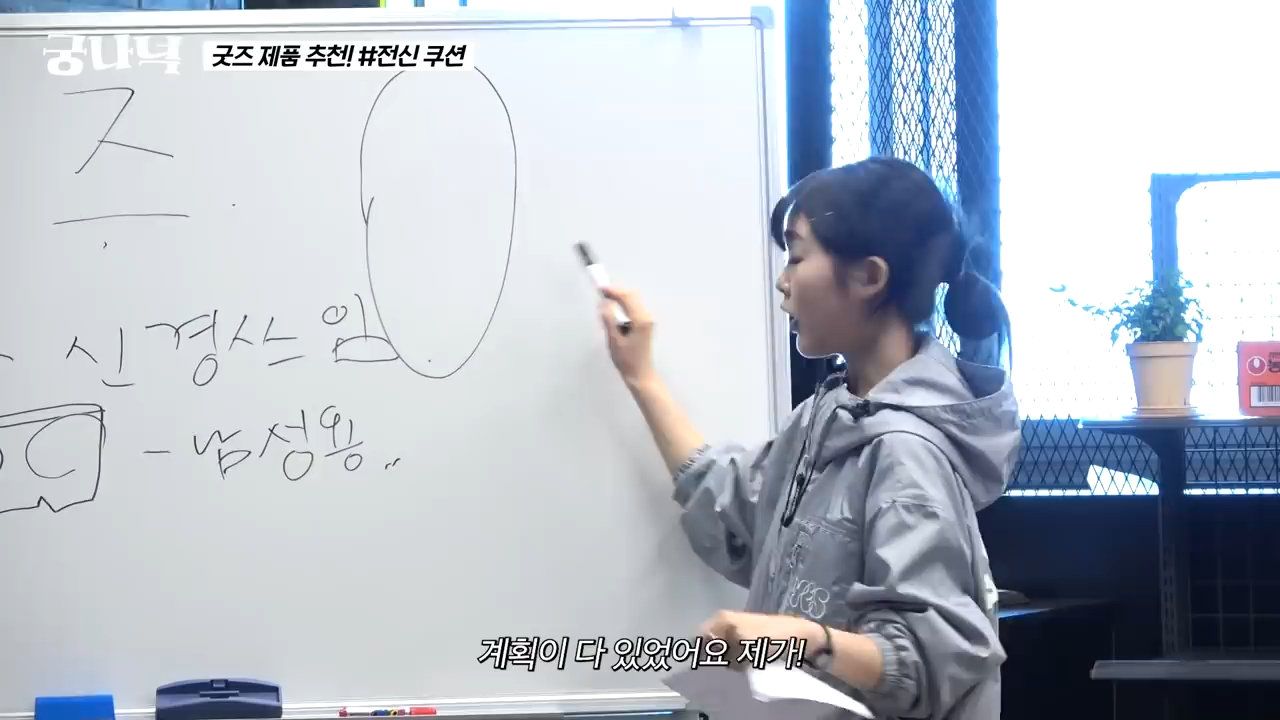 궁나넉
굿즈 제품 추천! #전신 쿠션
즈
신경스임
-남성용..
계획이 다 있었어요 제가!